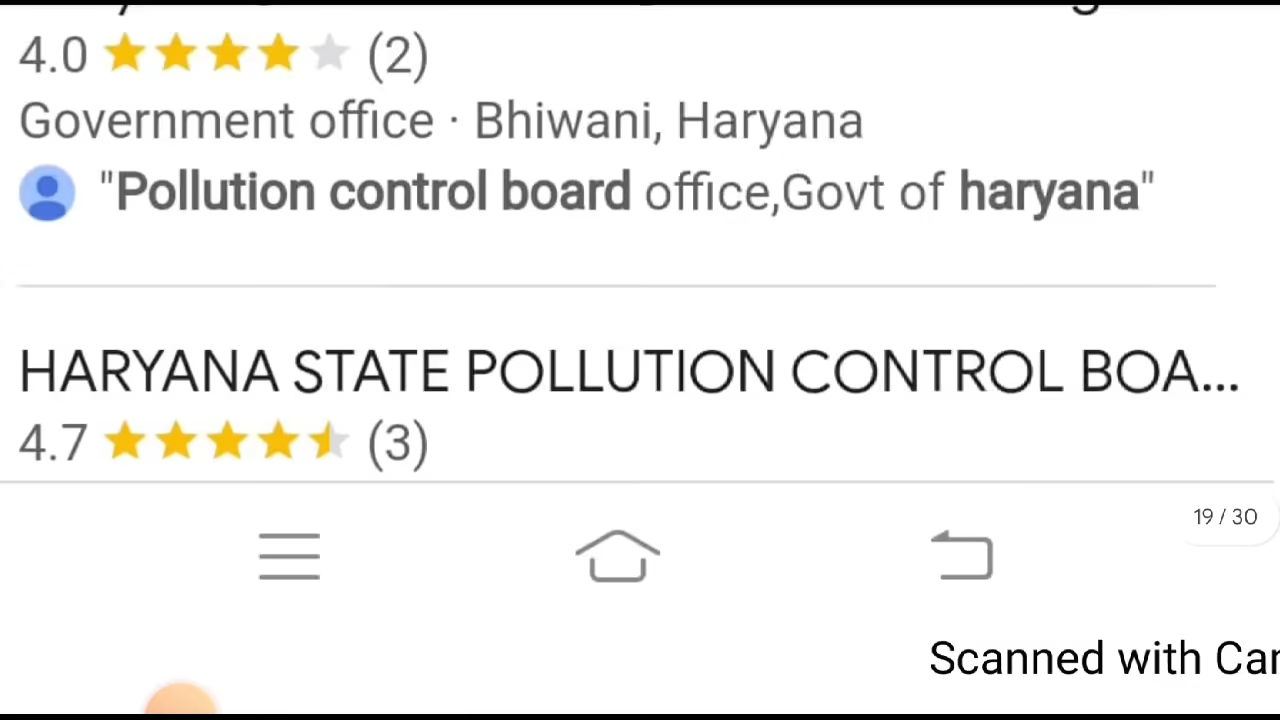 4.0 (2)
Government office · Bhiwani, Haryana
"Pollution control board office,Govt of haryana"
HARYANA STATE POLLUTION CONTROL BOA...
4.7 (3)
19 / 30
Scanned with